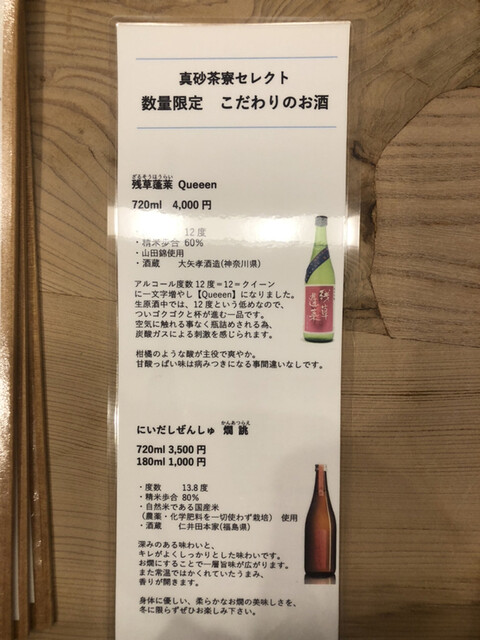 真砂茶寮セレクト
数量限定　こだわりのお酒
ざるそうほうらい
残草蓬莱 Queeen
720ml 4,000円
12度
・精米歩合 60%
・山田錦使用
・酒蔵　大矢孝酒造(神奈川県)
アルコール度数12度=12=クイーン
に一文字増やし【Queeen】になりました。
生原酒中では、12度という低めなので、
ついゴクゴクと杯が進む一品です。
空気に触れる事なく瓶詰めされる為、
炭酸ガスによる刺激を感じられます。
柑橘のような酸が主役で爽やか。
甘酸っぱい味は病みつきになる事間違いなしです。
残草
蓬莱
かんあつらえ
にいだしぜんしゅ 燗誂
720ml 3,500円
180ml 1,000円
・度数　13.8度
・精米歩合 80%
・自然米である国産米
(農薬・化学肥料を一切使わず栽培)　使用
・酒蔵　仁井田本家(福島県)
深みのある味わいと、
キレがよくしっかりとした味わいです。
お燗にすることで一層旨味が広がります。
また常温ではかくれていたうまみ、
香りが開きます。
身体に優しい、柔らかなお燗の美味しさを、
冬に限らずぜひお楽しみ下さい。